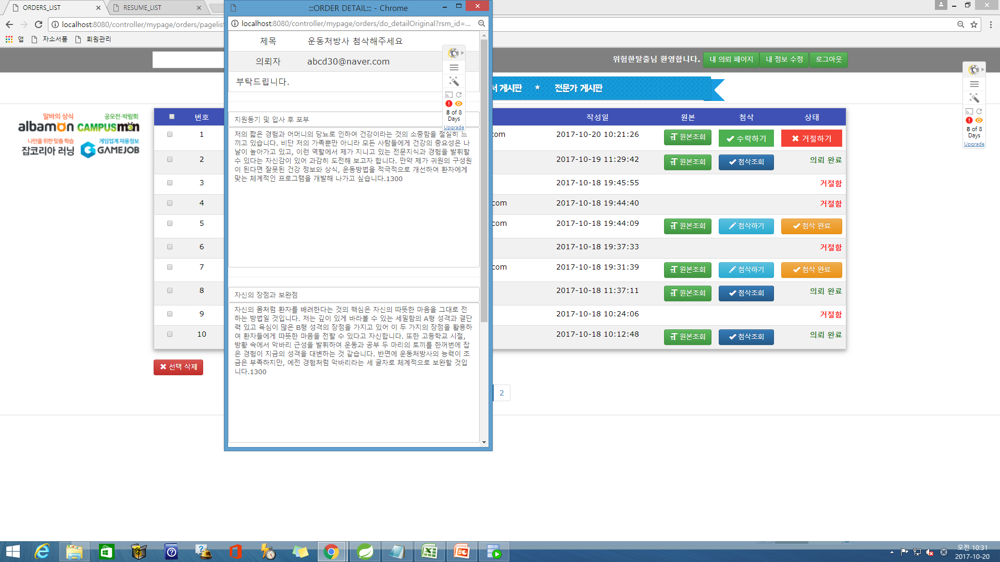 ORDERS_LIST
RESUME_LIST
:::ORDER DETAIL::: - Chrome
localhost:8080/controller/mypage/orders/pagelist
localhost:8080/controller/mypage/orders/do_detailOriginal?rsm_id=...
앱 자소서폼 회원관리
위험한탈출님 환영합니다. 내 의뢰 페이지 내 정보 수정 로그아웃
서 게시판 ★ 전문가 게시판
제목 운동처방사 첨삭해주세요
의뢰자 abcd30@naver.com
부탁드립니다.
8 of 8
Days
Upgrade
지원동기 및 입사 후 포부
저의 짧은 경험과 어머니의 당뇨로 인하여 건강이라는 것의 소중함을 절실히 느
끼고 있습니다. 비단 저의 가족뿐만 아니라 모든 사람들에게 건강의 중요성은 나
날이 높아가고 있고, 이런 역할에서 제가 지니고 있는 전문지식과 경험을 발휘할
수 있다는 자신감이 있어 과감히 도전해 보고자 합니다. 만약 제가 귀원의 구성원
이 된다면 잘못된 건강 정보와 상식, 운동방법을 적극적으로 개선하여 환자에게
맞는 체계적인 프로그램을 개발해 나가고 싶습니다.1300
자신의 장점과 보완점
자신의 몸처럼 환자를 배려한다는 것의 핵심은 자신의 따뜻한 마음을 그대로 전
하는 방법일 것입니다. 저는 깊이 있게 바라볼 수 있는 세밀함의 A형 성격과 결단
력 있고 욕심이 많은 B형 성격의 장점을 가지고 있어 이 두 가지의 장점을 활용하
여 환자들에게 따뜻한 마음을 전할 수 있다고 자신합니다. 또한 고등학교 시절,
방황 속에서 악바리 근성을 발휘하여 운동과 공부 두 마리의 토끼를 한꺼번에 잡
은 경험이 지금의 성격을 대변하는 것 같습니다. 반면에 운동처방사의 능력이 조
금은 부족하지만, 예전 경험처럼 악바리라는 세 글자로 체계적으로 보완할 것입
니다.1300
알바의 상식 공모전·박람회
albamon CAMPUSmon
나만을 위한 맞춤 학습 게임업계 채용정보
잡코리아 러닝 GAMEJOB
번호 작성일 원본 첨삭 상태
1 com 2017-10-20 10:21:26 원본조회 수락하기 거절하기
2 2017-10-19 11:29:42 원본조회 첨삭조회 의뢰 완료
3 2017-10-18 19:45:55 거절함
4 com 2017-10-18 19:44:40 거절함
5 com 2017-10-18 19:44:09 원본조회 첨삭하기 첨삭 완료
6 2017-10-18 19:37:33 거절함
7 com 2017-10-18 19:31:39 원본조회 첨삭하기 첨삭 완료
8 2017-10-18 11:37:11 원본조회 첨삭조회 의뢰 완료
9 2017-10-18 10:24:06 거절함
10 2017-10-18 10:12:48 원본조회 첨삭조회 의뢰 완료
선택 삭제
2
8 of 8
Days
Upgrade
오전 10:31
2017-10-20